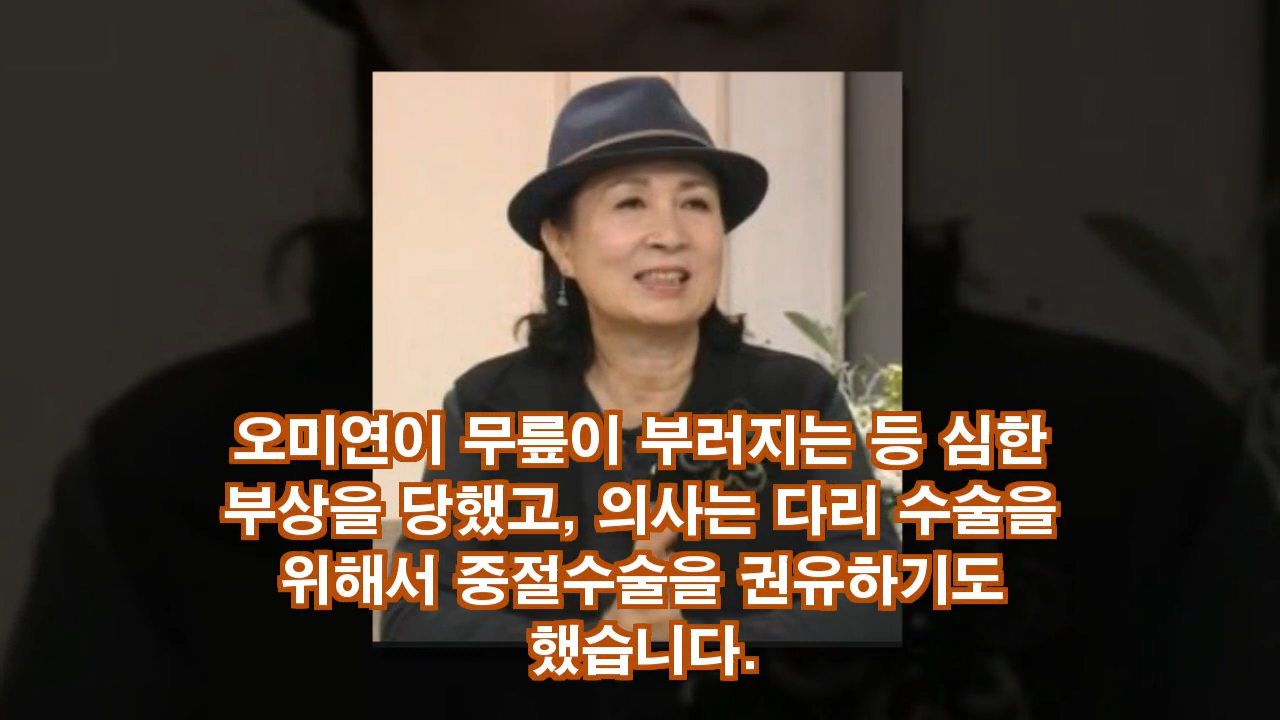 오미연이 무릎이 부러지는 등 심한
부상을 당했고, 의사는 다리 수술을
위해서 중절수술을 권유하기도
했습니다.